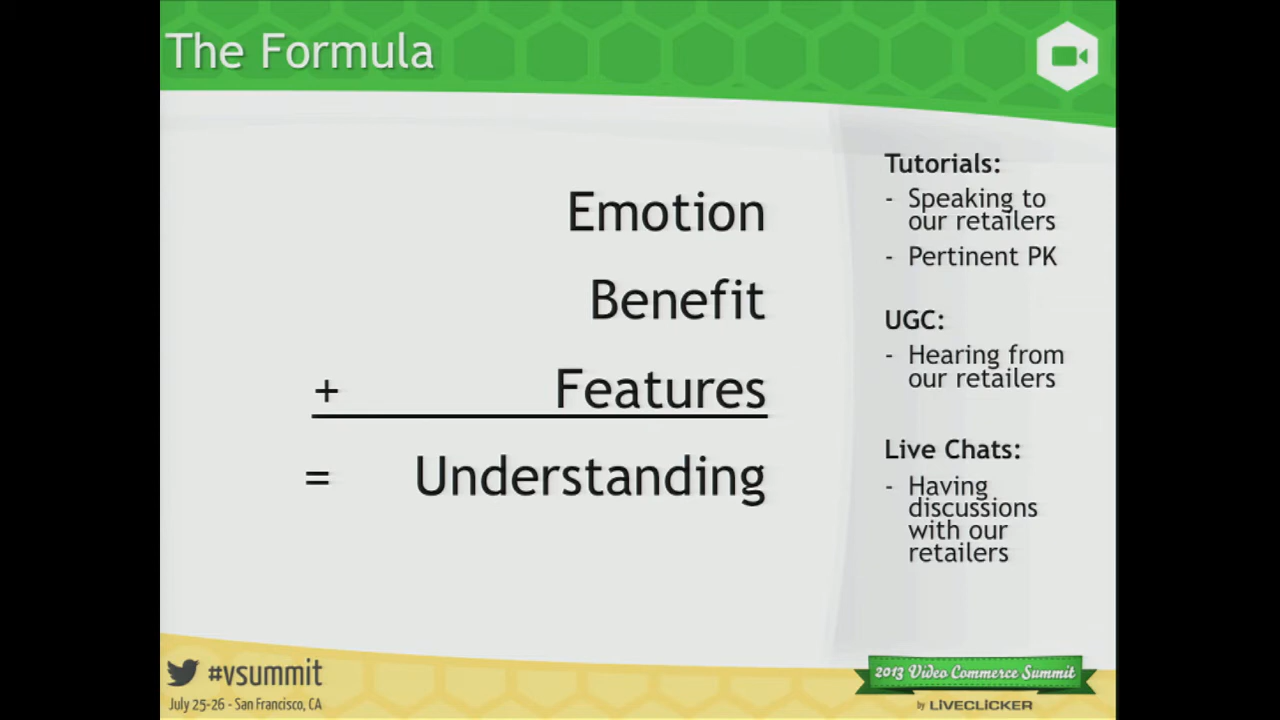 The Formula
Emotion
Benefit
+ Features
= Understanding
Tutorials:
- Speaking to
our retailers
- Pertinent PK
UGC:
- Hearing from
our retailers
Live Chats:
- Having
discussions
with our
retailers
#vsummit
July 25-26 - San Francisco, CA
2013 Video Commerce Summit
by LIVECLICKER